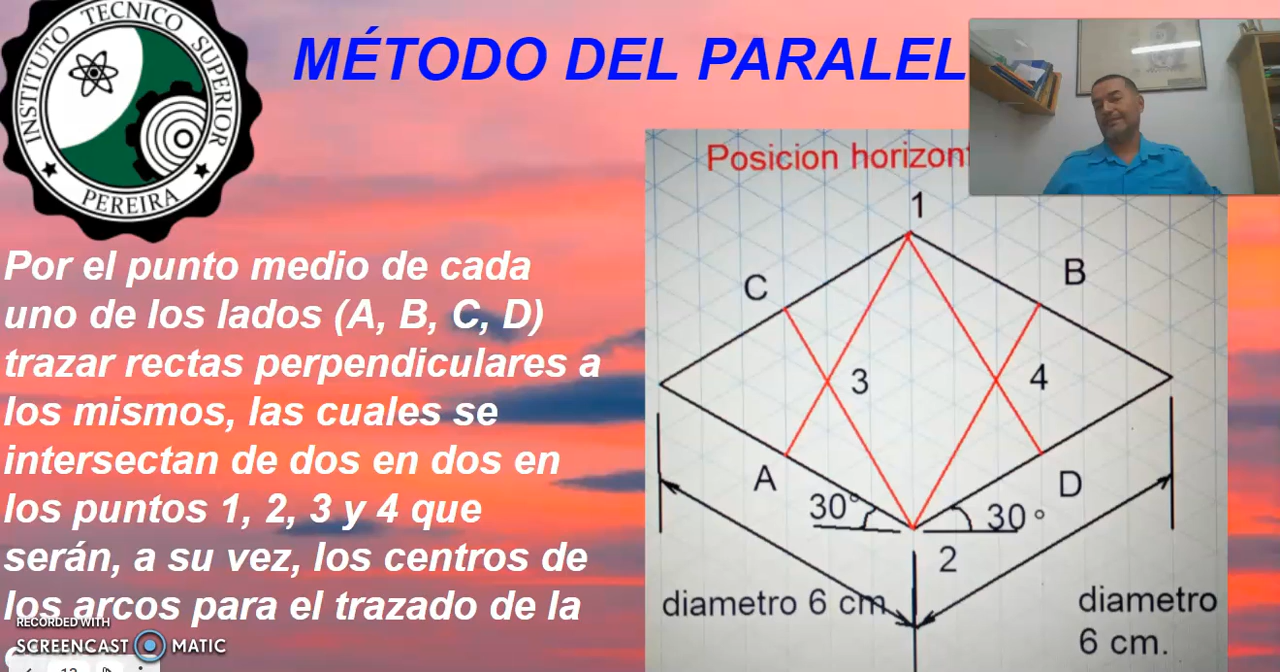 INSTITUTO TECNICO SUPERIOR
PEREIRA
MÉTODO DEL PARALEL
Por el punto medio de cada
uno de los lados (A, B, C, D)
trazar rectas perpendiculares a
los mismos, las cuales se
intersectan de dos en dos en
los puntos 1, 2, 3 y 4 que
serán, a su vez, los centros de
los arcos para el trazado de la
Posicion horizont
1
C
B
3
4
A
D
30°
30°
2
diametro 6 cm
diametro
6 cm.
RECORDED WITH
SCREENCAST MATIC